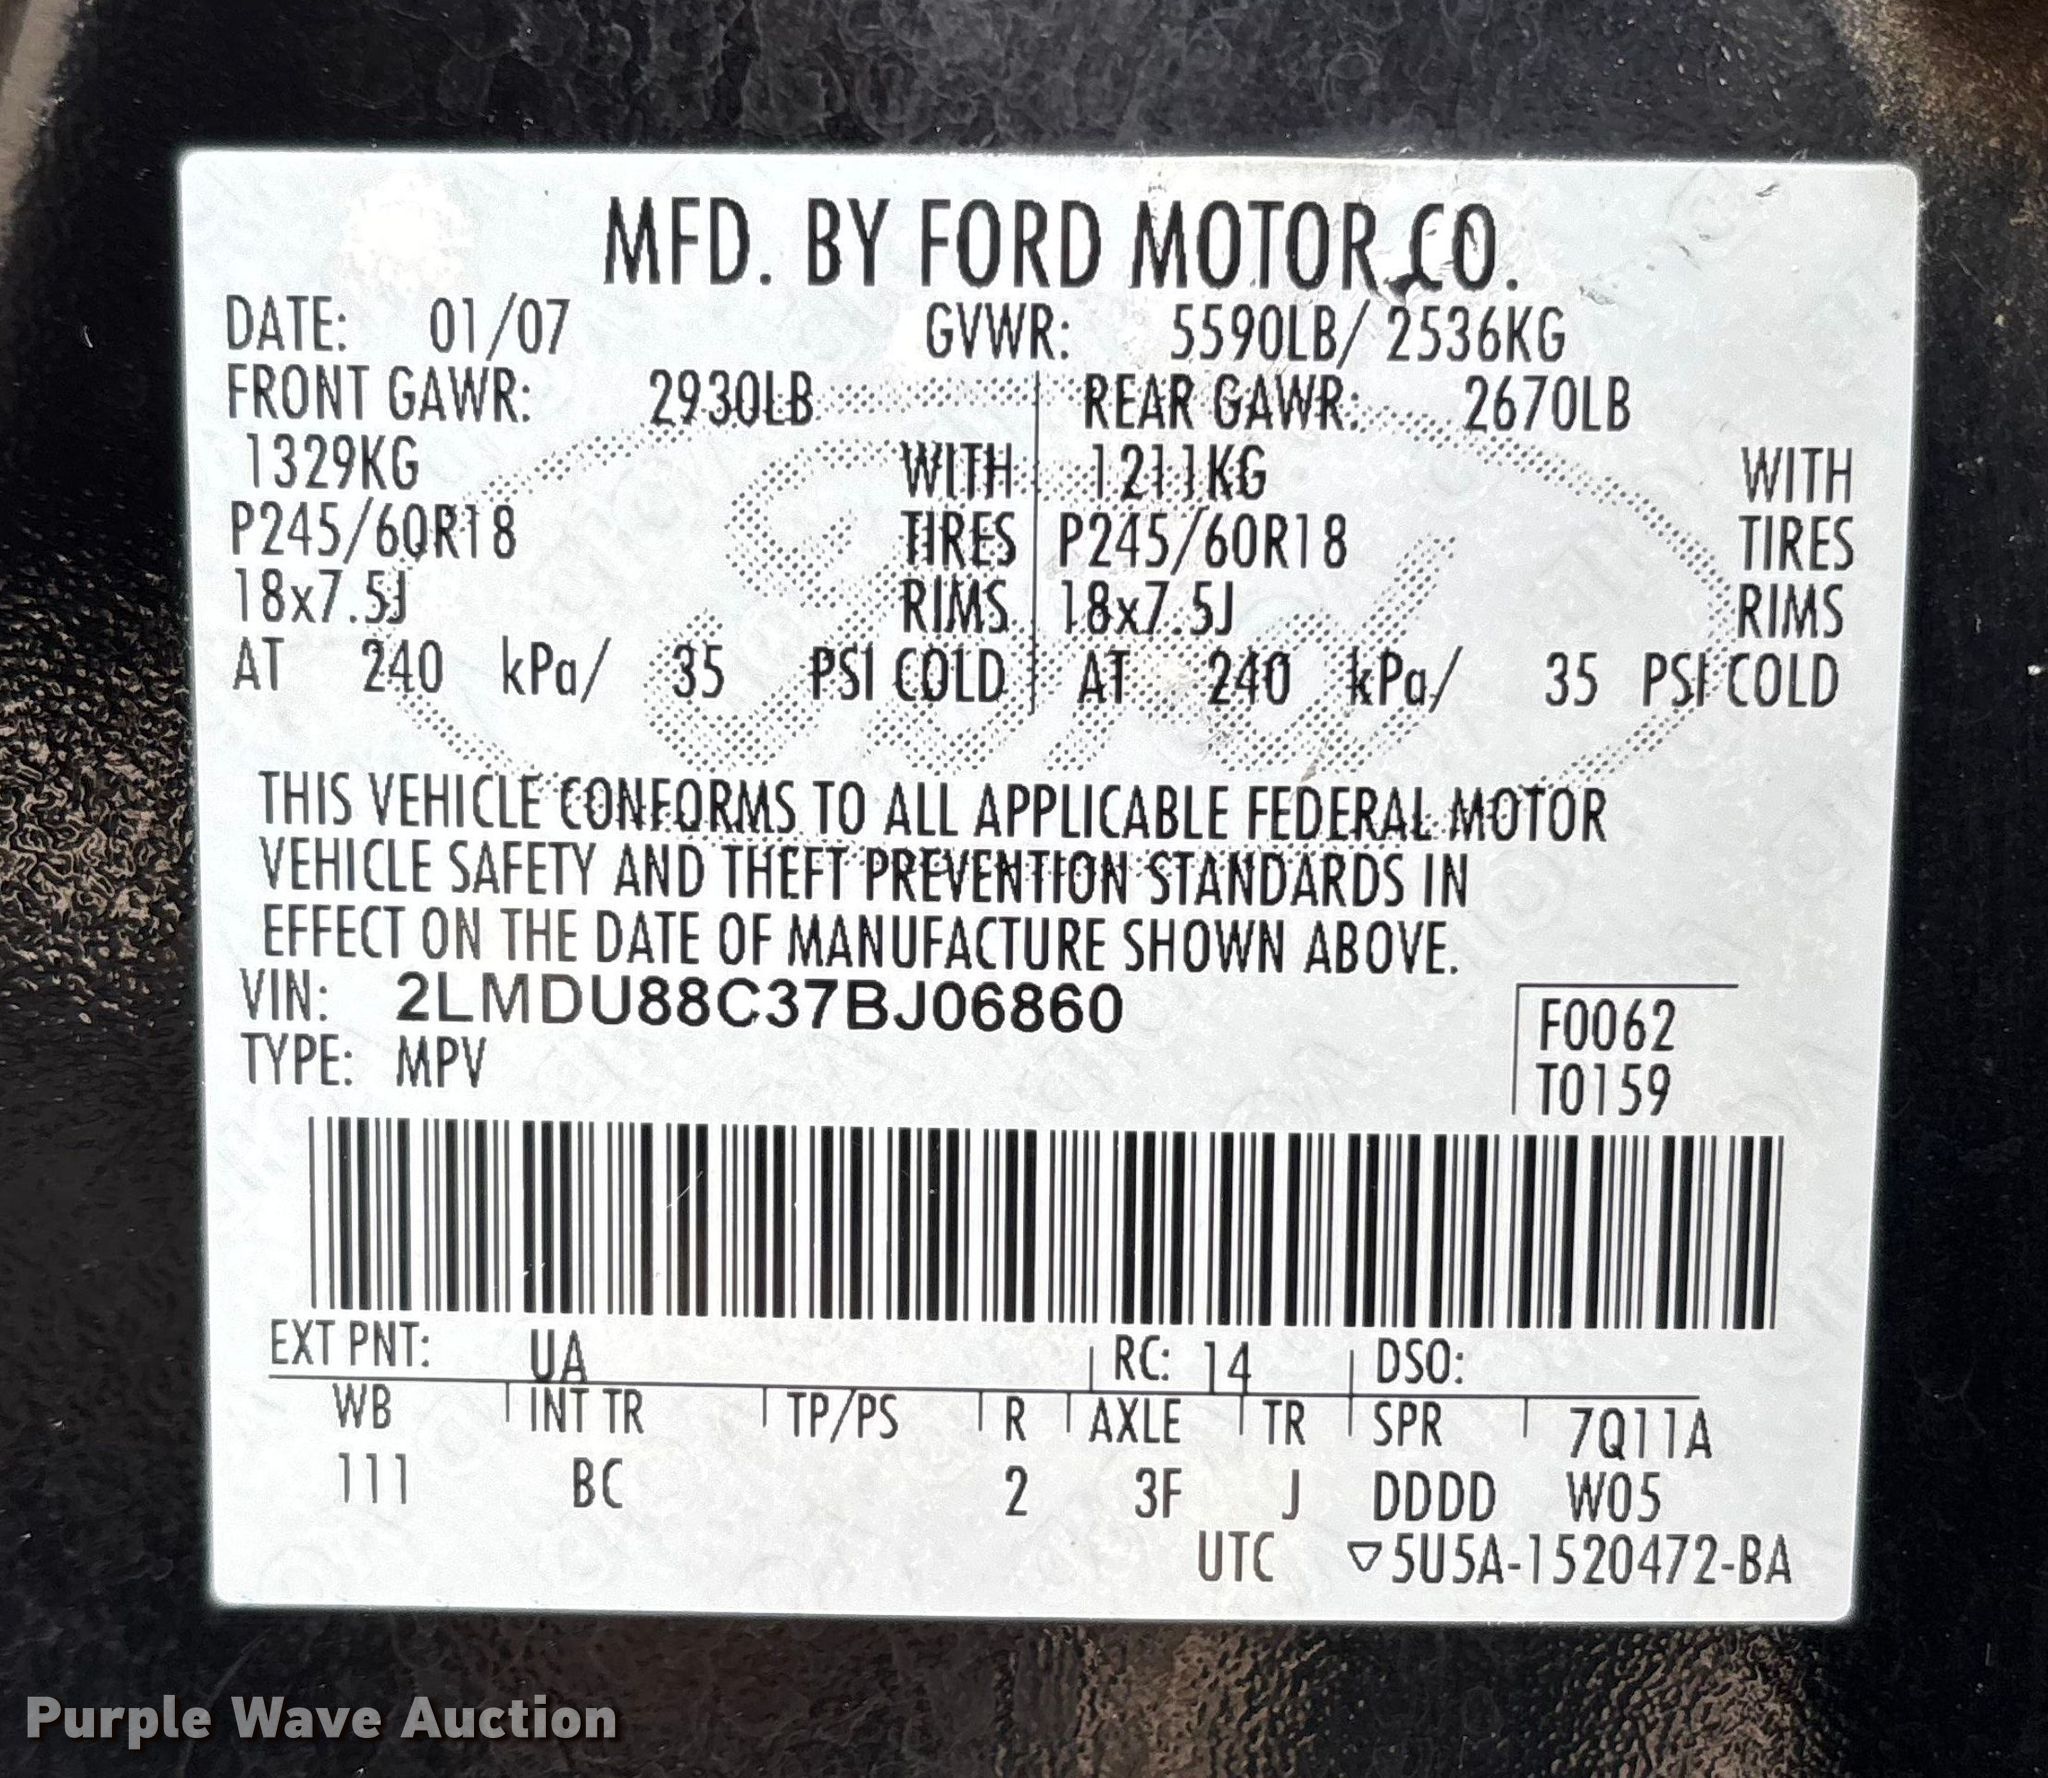 MFD. BY FORD MOTOR CO.
DATE: 01/07 GVWR: 5590LB/ 2536KG
FRONT GAWR: 2930LB REAR GAWR: 2670LB
1329KG WITH 1211KG WITH
P245/60R18 TIRES P245/60R18 TIRES
18x7.5J RIMS 18x7.5J RIMS
AT 240 kPa/ 35 PSI COLD AT 240 kPa/ 35 PSI COLD
THIS VEHICLE CONFORMS TO ALL APPLICABLE FEDERAL MOTOR
VEHICLE SAFETY AND THEFT PREVENTION STANDARDS IN
EFFECT ON THE DATE OF MANUFACTURE SHOWN ABOVE.
VIN: 2LMDU88C37BJ06860
TYPE: MPV
F0062
T0159
EXT PNT: UA RC: 14 DSO:
WB INT TR TP/PS R AXLE TR SPR 7Q11A
111 BC 2 3F J DDDD W05
UTC ▽5U5A-1520472-BA
Purple Wave Auction